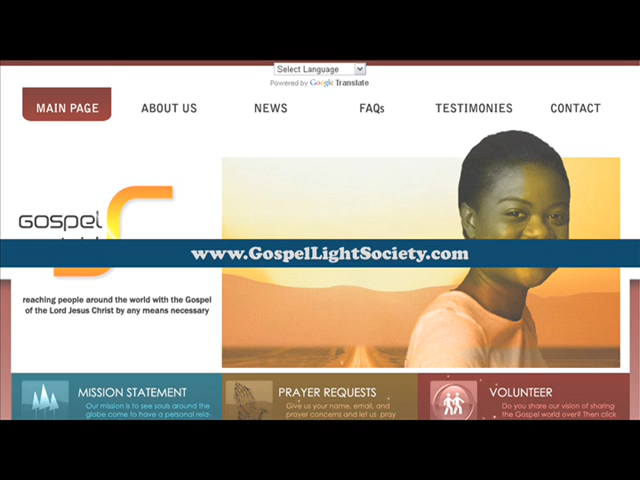 Select Language
Powered by Google Translate
MAIN PAGE
ABOUT US
NEWS
FAQs
TESTIMONIES
CONTACT
GOSPEL
www.GospelLightSociety.com
reaching people around the world with the Gospel
of the Lord Jesus Christ by any means necessary
MISSION STATEMENT
Our mission is to see souls around the
globe come to have a personal rela-
PRAYER REQUESTS
Give us your name, email, and
prayer concerns and let us pray
VOLUNTEER
Do you share our vision of sharing
the Gospel world over? Then click